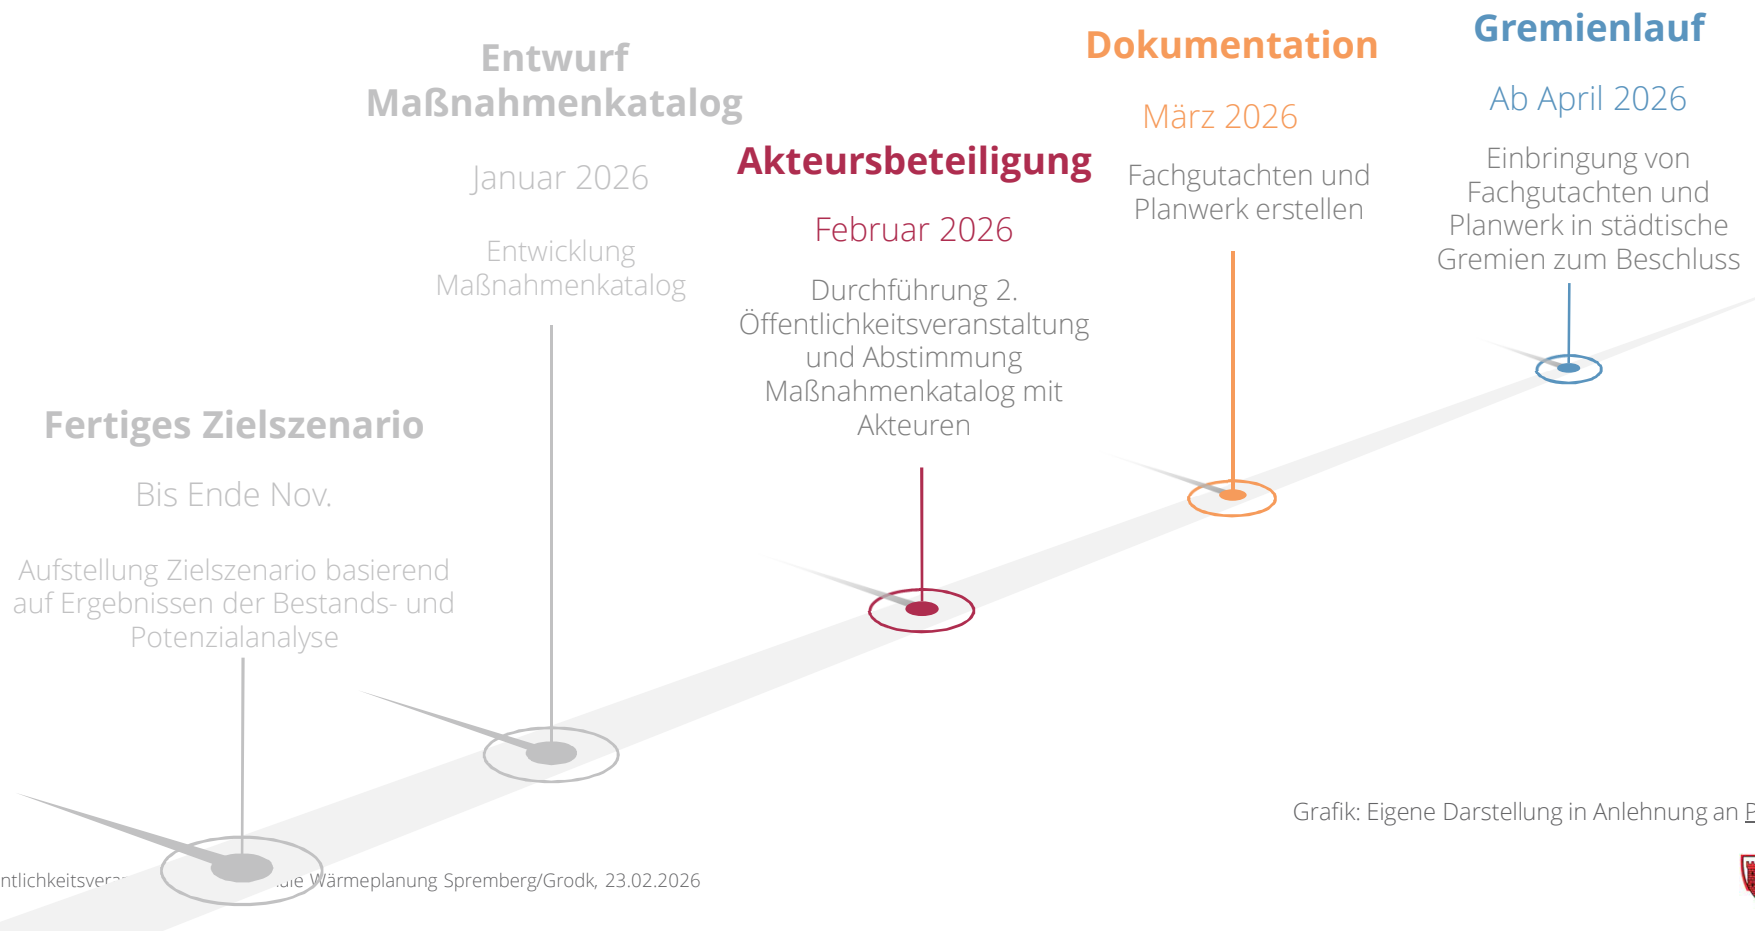 Fertiges Zielszenario
Bis Ende Nov.
Aufstellung Zielszenario basierend
auf Ergebnissen der Bestands- und
Potenzialanalyse
Entwurf
Maßnahmenkatalog
Januar 2026
Entwicklung
Maßnahmenkatalog
Akteursbeteiligung
Februar 2026
Durchführung 2.
Öffentlichkeitsveranstaltung
und Abstimmung
Maßnahmenkatalog mit
Akteuren
Dokumentation
März 2026
Fachgutachten und
Planwerk erstellen
Gremienlauf
Ab April 2026
Einbringung von
Fachgutachten und
Planwerk in städtische
Gremien zum Beschluss
Grafik: Eigene Darstellung in Anlehnung an
Wärmeplanung Spremberg/Grodk, 23.02.2026